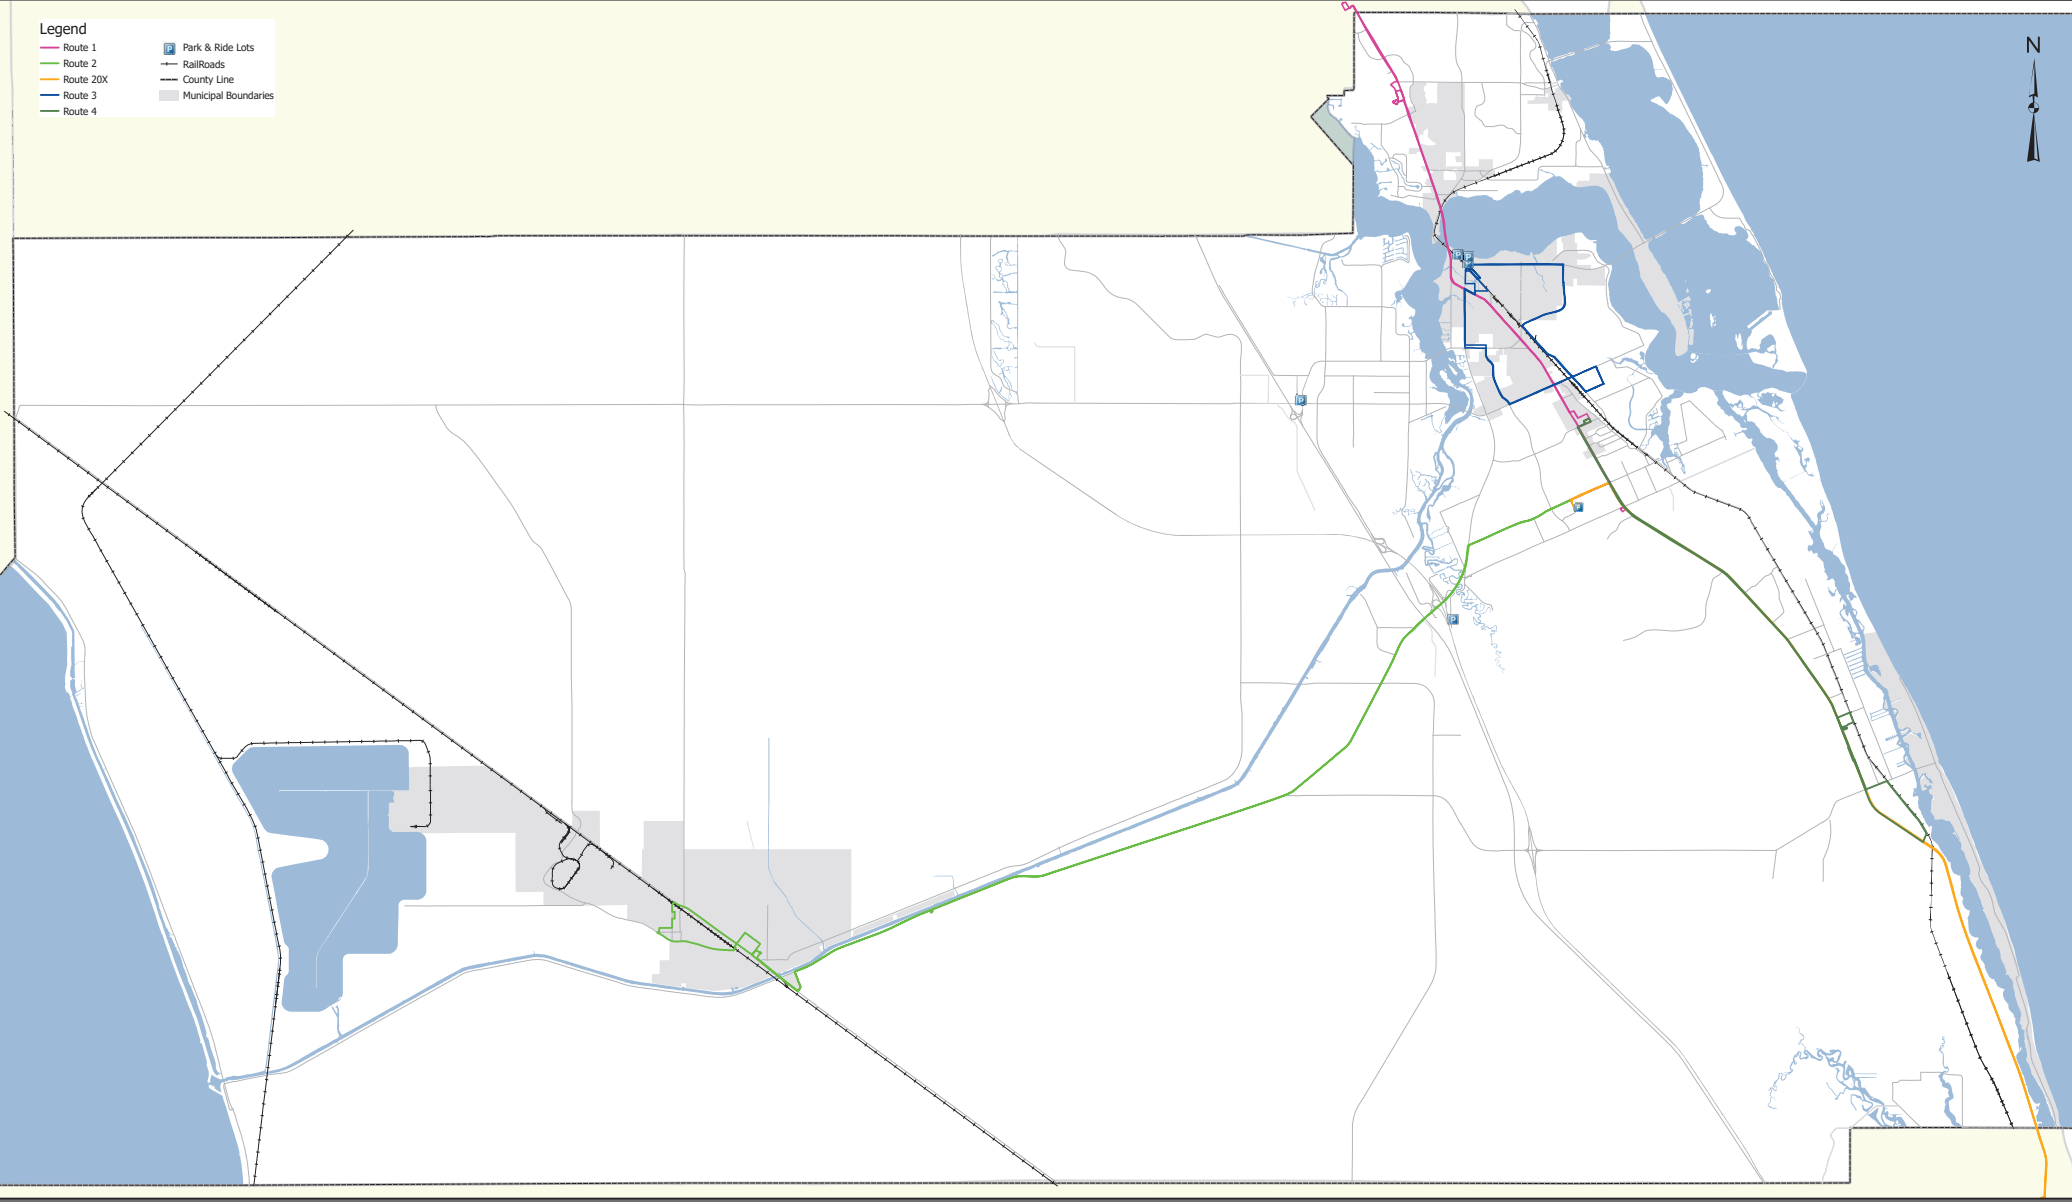 Legend
Route 1
Route 2
Route 20X
Route 3
Route 4
P Park & Ride Lots
RailRoads
County Line
Municipal Boundaries
N
P
P
P
P
P